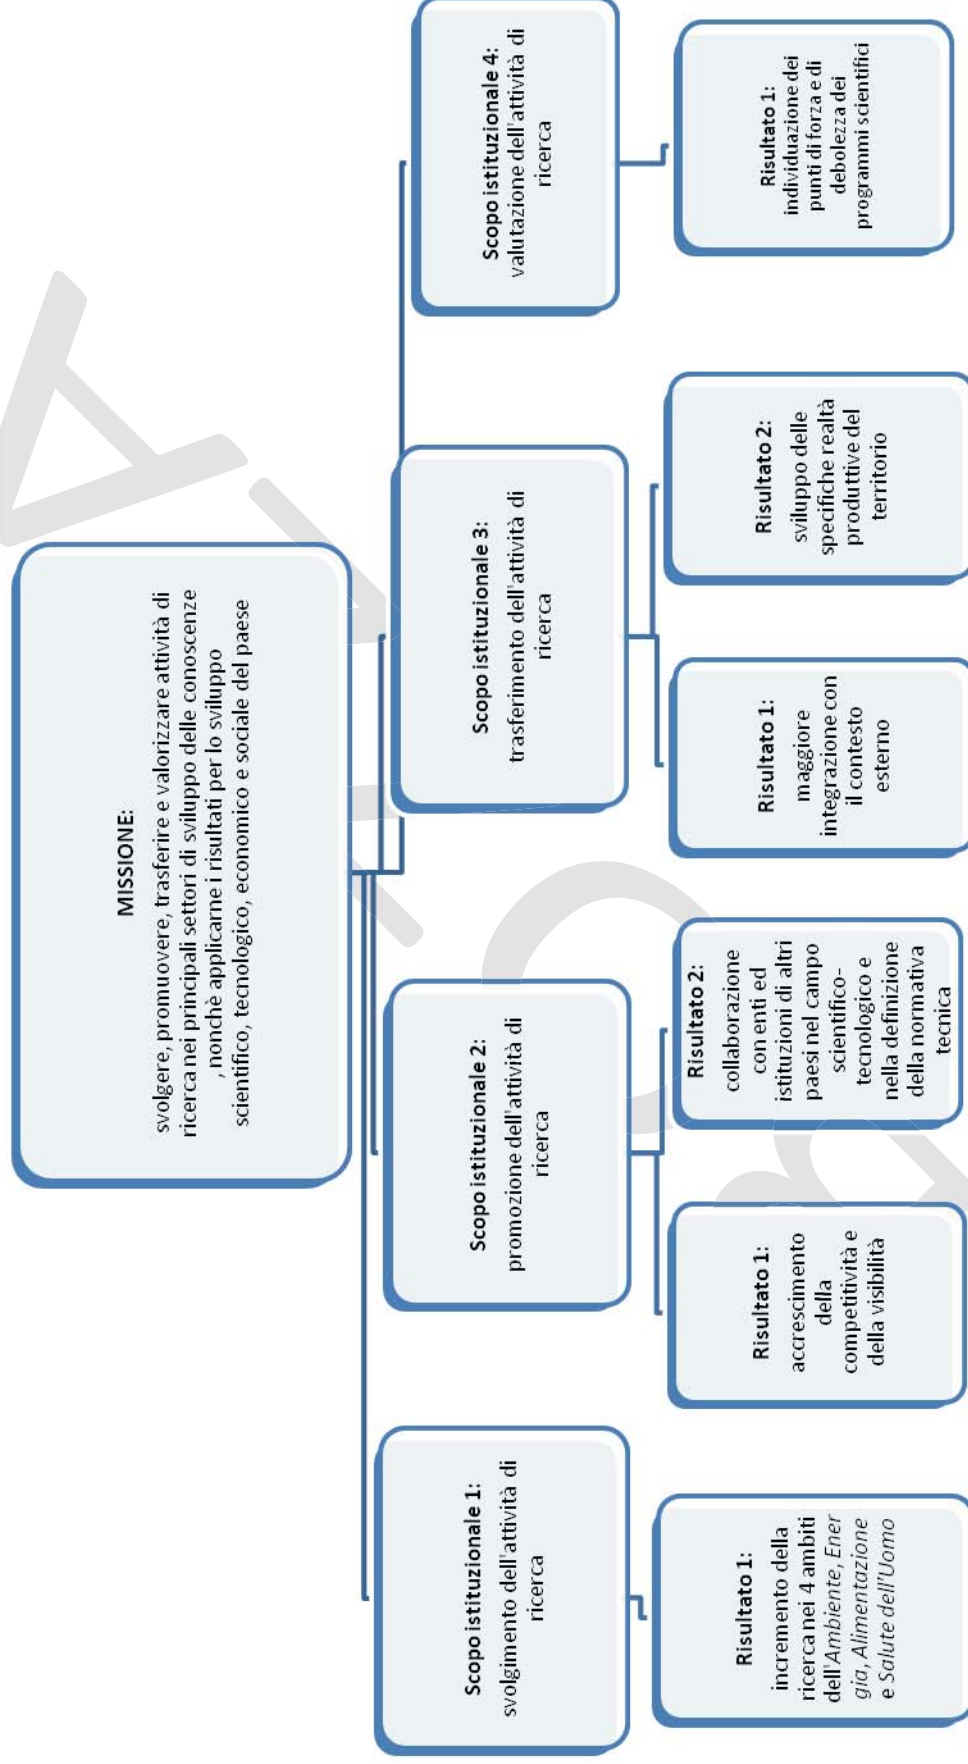 MISSIONE:
svolgere, promuovere, trasferire e valorizzare attività di
ricerca nei principali settori di sviluppo delle conoscenze
, nonchè applicarne i risultati per lo sviluppo
scientifico, tecnologico, economico e sociale del paese
Scopo istituzionale 1:
svolgimento dell'attività di
ricerca
Risultato 1:
incremento della
ricerca nei 4 ambiti
dell'Ambiente, Ener
gia, Alimentazione
e Salute dell'Uomo
Scopo istituzionale 2:
promozione dell'attività di
ricerca
Risultato 1:
accrescimento
della
competitività e
della visibilità
Risultato 2:
collaborazione
con enti ed
istituzioni di altri
paesi nel campo
scientifico-
tecnologico e
nella definizione
della normativa
tecnica
Scopo istituzionale 3:
trasferimento dell'attività di
ricerca
Risultato 1:
maggiore
integrazione con
il contesto
esterno
Risultato 2:
sviluppo delle
specifiche realtà
produttive del
territorio
Scopo istituzionale 4:
valutazione dell'attività di
ricerca
Risultato 1:
individuazione dei
punti di forza e di
debolezza dei
programmi scientifici